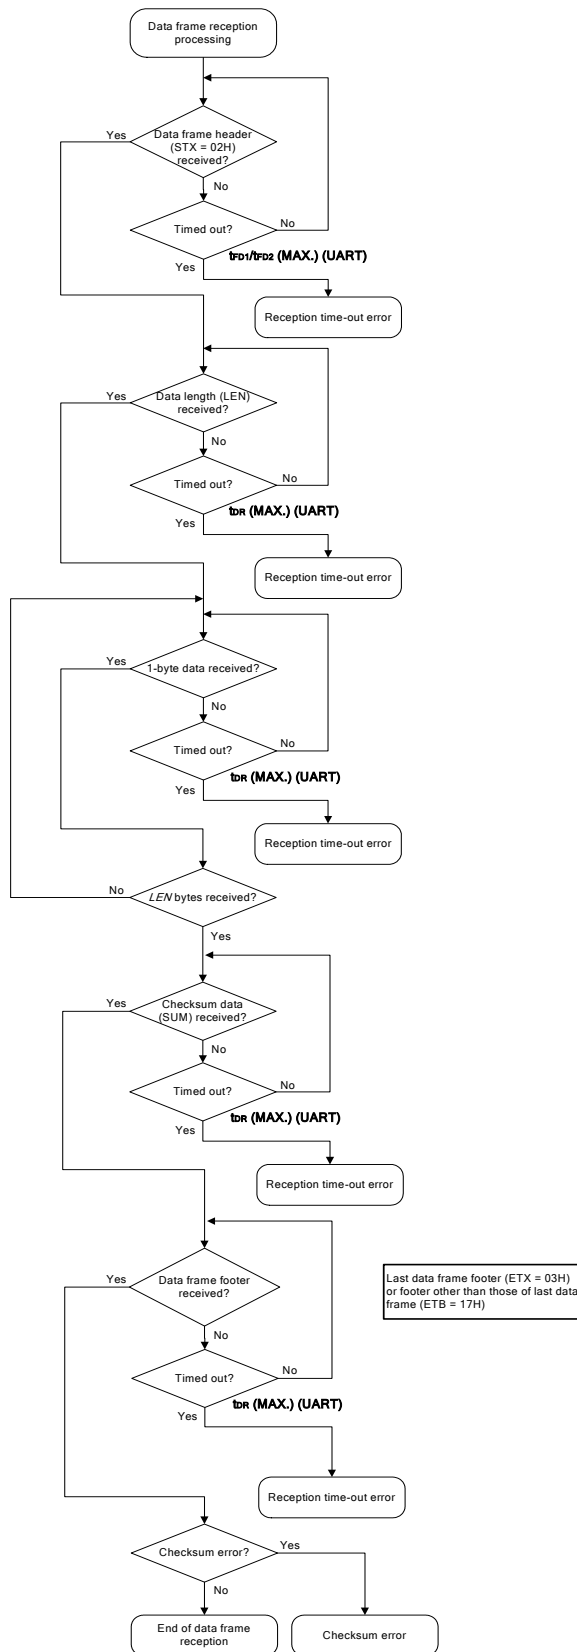 Data frame reception
processing
Yes
Data frame header
(STX = 02H)
received?
No
Timed out?
No
tFD1/tFD2 (MAX.) (UART)
Yes
Reception time-out error
Yes
Data length (LEN)
received?
No
Timed out?
No
tDR (MAX.) (UART)
Yes
Reception time-out error
Yes
1-byte data received?
No
Timed out?
No
tDR (MAX.) (UART)
Yes
Reception time-out error
No
LEN bytes received?
Yes
Yes
Checksum data
(SUM) received?
No
Timed out?
No
tDR (MAX.) (UART)
Yes
Reception time-out error
Yes
Data frame footer
received?
Last data frame footer (ETX = 03H)
or footer other than those of last data
frame (ETB = 17H)
No
Timed out?
No
tDR (MAX.) (UART)
Yes
Reception time-out error
Checksum error?
Yes
No
End of data frame
reception
Checksum error